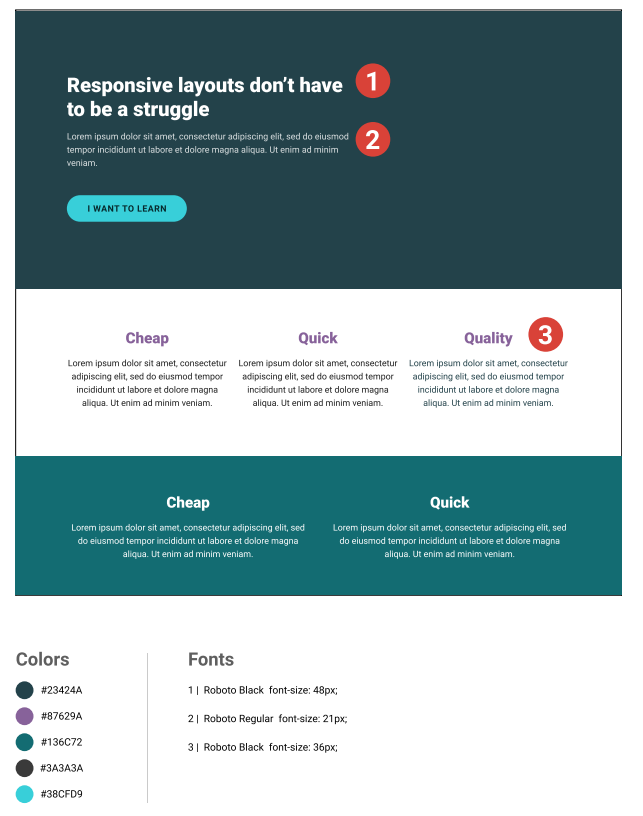 Responsive layouts don't have
to be a struggle
1
Lorem ipsum dolor sit amet, consectetur adipiscing elit, sed do eiusmod
tempor incididunt ut labore et dolore magna aliqua. Ut enim ad minim
veniam.
2
I WANT TO LEARN
Cheap
Lorem ipsum dolor sit amet, consectetur
adipiscing elit, sed do eiusmod tempor
incididunt ut labore et dolore magna
aliqua. Ut enim ad minim veniam.
Quick
Lorem ipsum dolor sit amet, consectetur
adipiscing elit, sed do eiusmod tempor
incididunt ut labore et dolore magna
aliqua. Ut enim ad minim veniam.
Quality
3
Lorem ipsum dolor sit amet, consectetur
adipiscing elit, sed do eiusmod tempor
incididunt ut labore et dolore magna
aliqua. Ut enim ad minim veniam.
Cheap
Lorem ipsum dolor sit amet, consectetur adipiscing elit, sed
do eiusmod tempor incididunt ut labore et dolore magna
aliqua. Ut enim ad minim veniam.
Quick
Lorem ipsum dolor sit amet, consectetur adipiscing elit, sed
do eiusmod tempor incididunt ut labore et dolore magna
aliqua. Ut enim ad minim veniam.
Colors
#23424A
#87629A
#136C72
#3A3A3A
#38CFD9
Fonts
1 | Roboto Black font-size: 48px;
2 | Roboto Regular font-size: 21px;
3 | Roboto Black font-size: 36px;